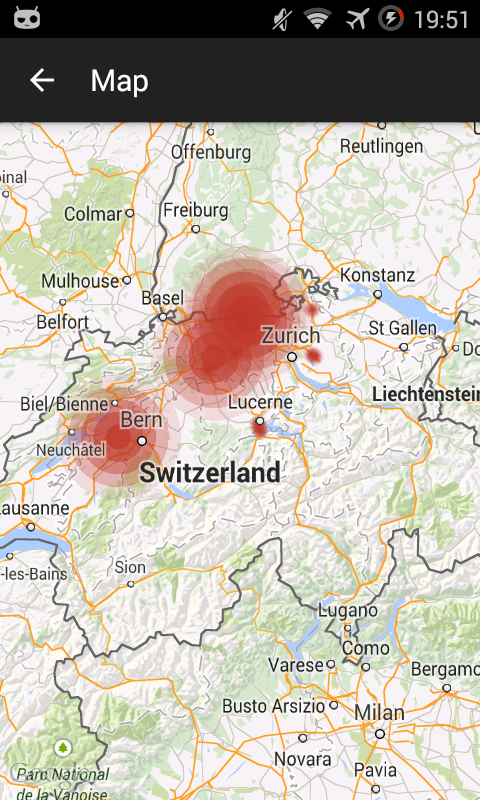 19:51
Map
Offenburg
Reutlingen
inal
Colmar
Freiburg
Mulhouse
Konstanz
Basel
Belfort
Zurich
St Gallen
Do
Liechtenstein
Biel/Bienne
Lucerne
Bern
Neuchâtel
Switzerland
Lausanne
-les-Bains
Sion
Lugano
Como
Varese
Bergamo
Busto Arsizio
Milan
Novara
Pavia
Parc National
de la Vanoise